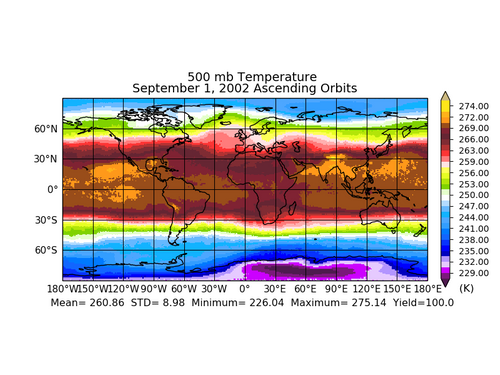 500 mb Temperature
September 1, 2002 Ascending Orbits
60°N
30°N
0°
30°S
60°S
180°W 150°W 120°W 90°W 60°W 30°W 0° 30°E 60°E 90°E 120°E 150°E 180°E
274.00
272.00
269.00
266.00
263.00
259.00
256.00
253.00
250.00
247.00
244.00
241.00
238.00
235.00
232.00
229.00
(K)
Mean= 260.86 STD= 8.98 Minimum= 226.04 Maximum= 275.14 Yield=100.0